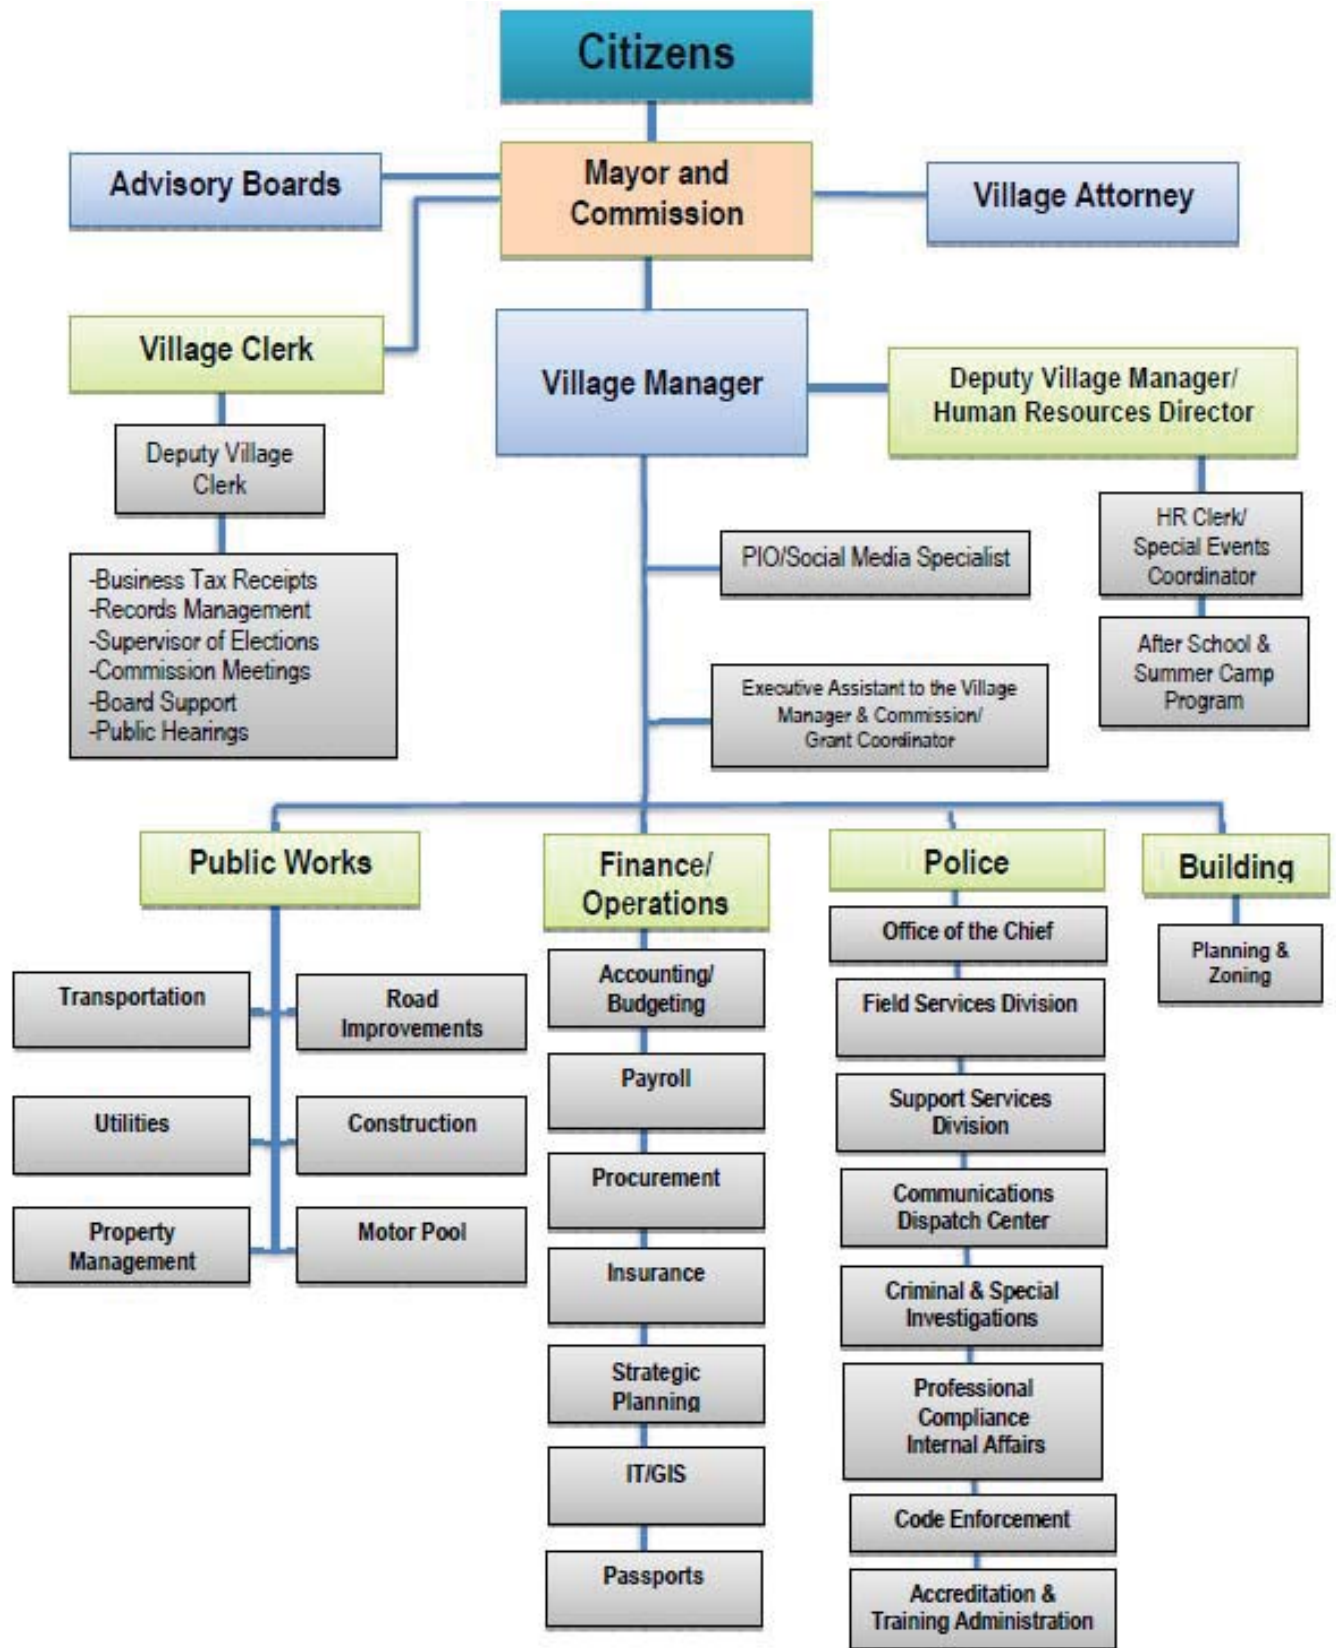 Citizens
Advisory Boards
Mayor and
Commission
Village Attorney
Village Clerk
Village Manager
Deputy Village Manager/
Human Resources Director
Deputy Village
Clerk
-Business Tax Receipts
-Records Management
-Supervisor of Elections
-Commission Meetings
-Board Support
-Public Hearings
PIO/Social Media Specialist
HR Clerk/
Special Events
Coordinator
Executive Assistant to the Village
Manager & Commission/
Grant Coordinator
After School &
Summer Camp
Program
Public Works
Transportation
Road
Improvements
Utilities
Construction
Property
Management
Motor Pool
Finance/
Operations
Accounting/
Budgeting
Payroll
Procurement
Insurance
Strategic
Planning
IT/GIS
Passports
Police
Office of the Chief
Field Services Division
Support Services
Division
Communications
Dispatch Center
Criminal & Special
Investigations
Professional
Compliance
Internal Affairs
Code Enforcement
Accreditation &
Training Administration
Building
Planning &
Zoning